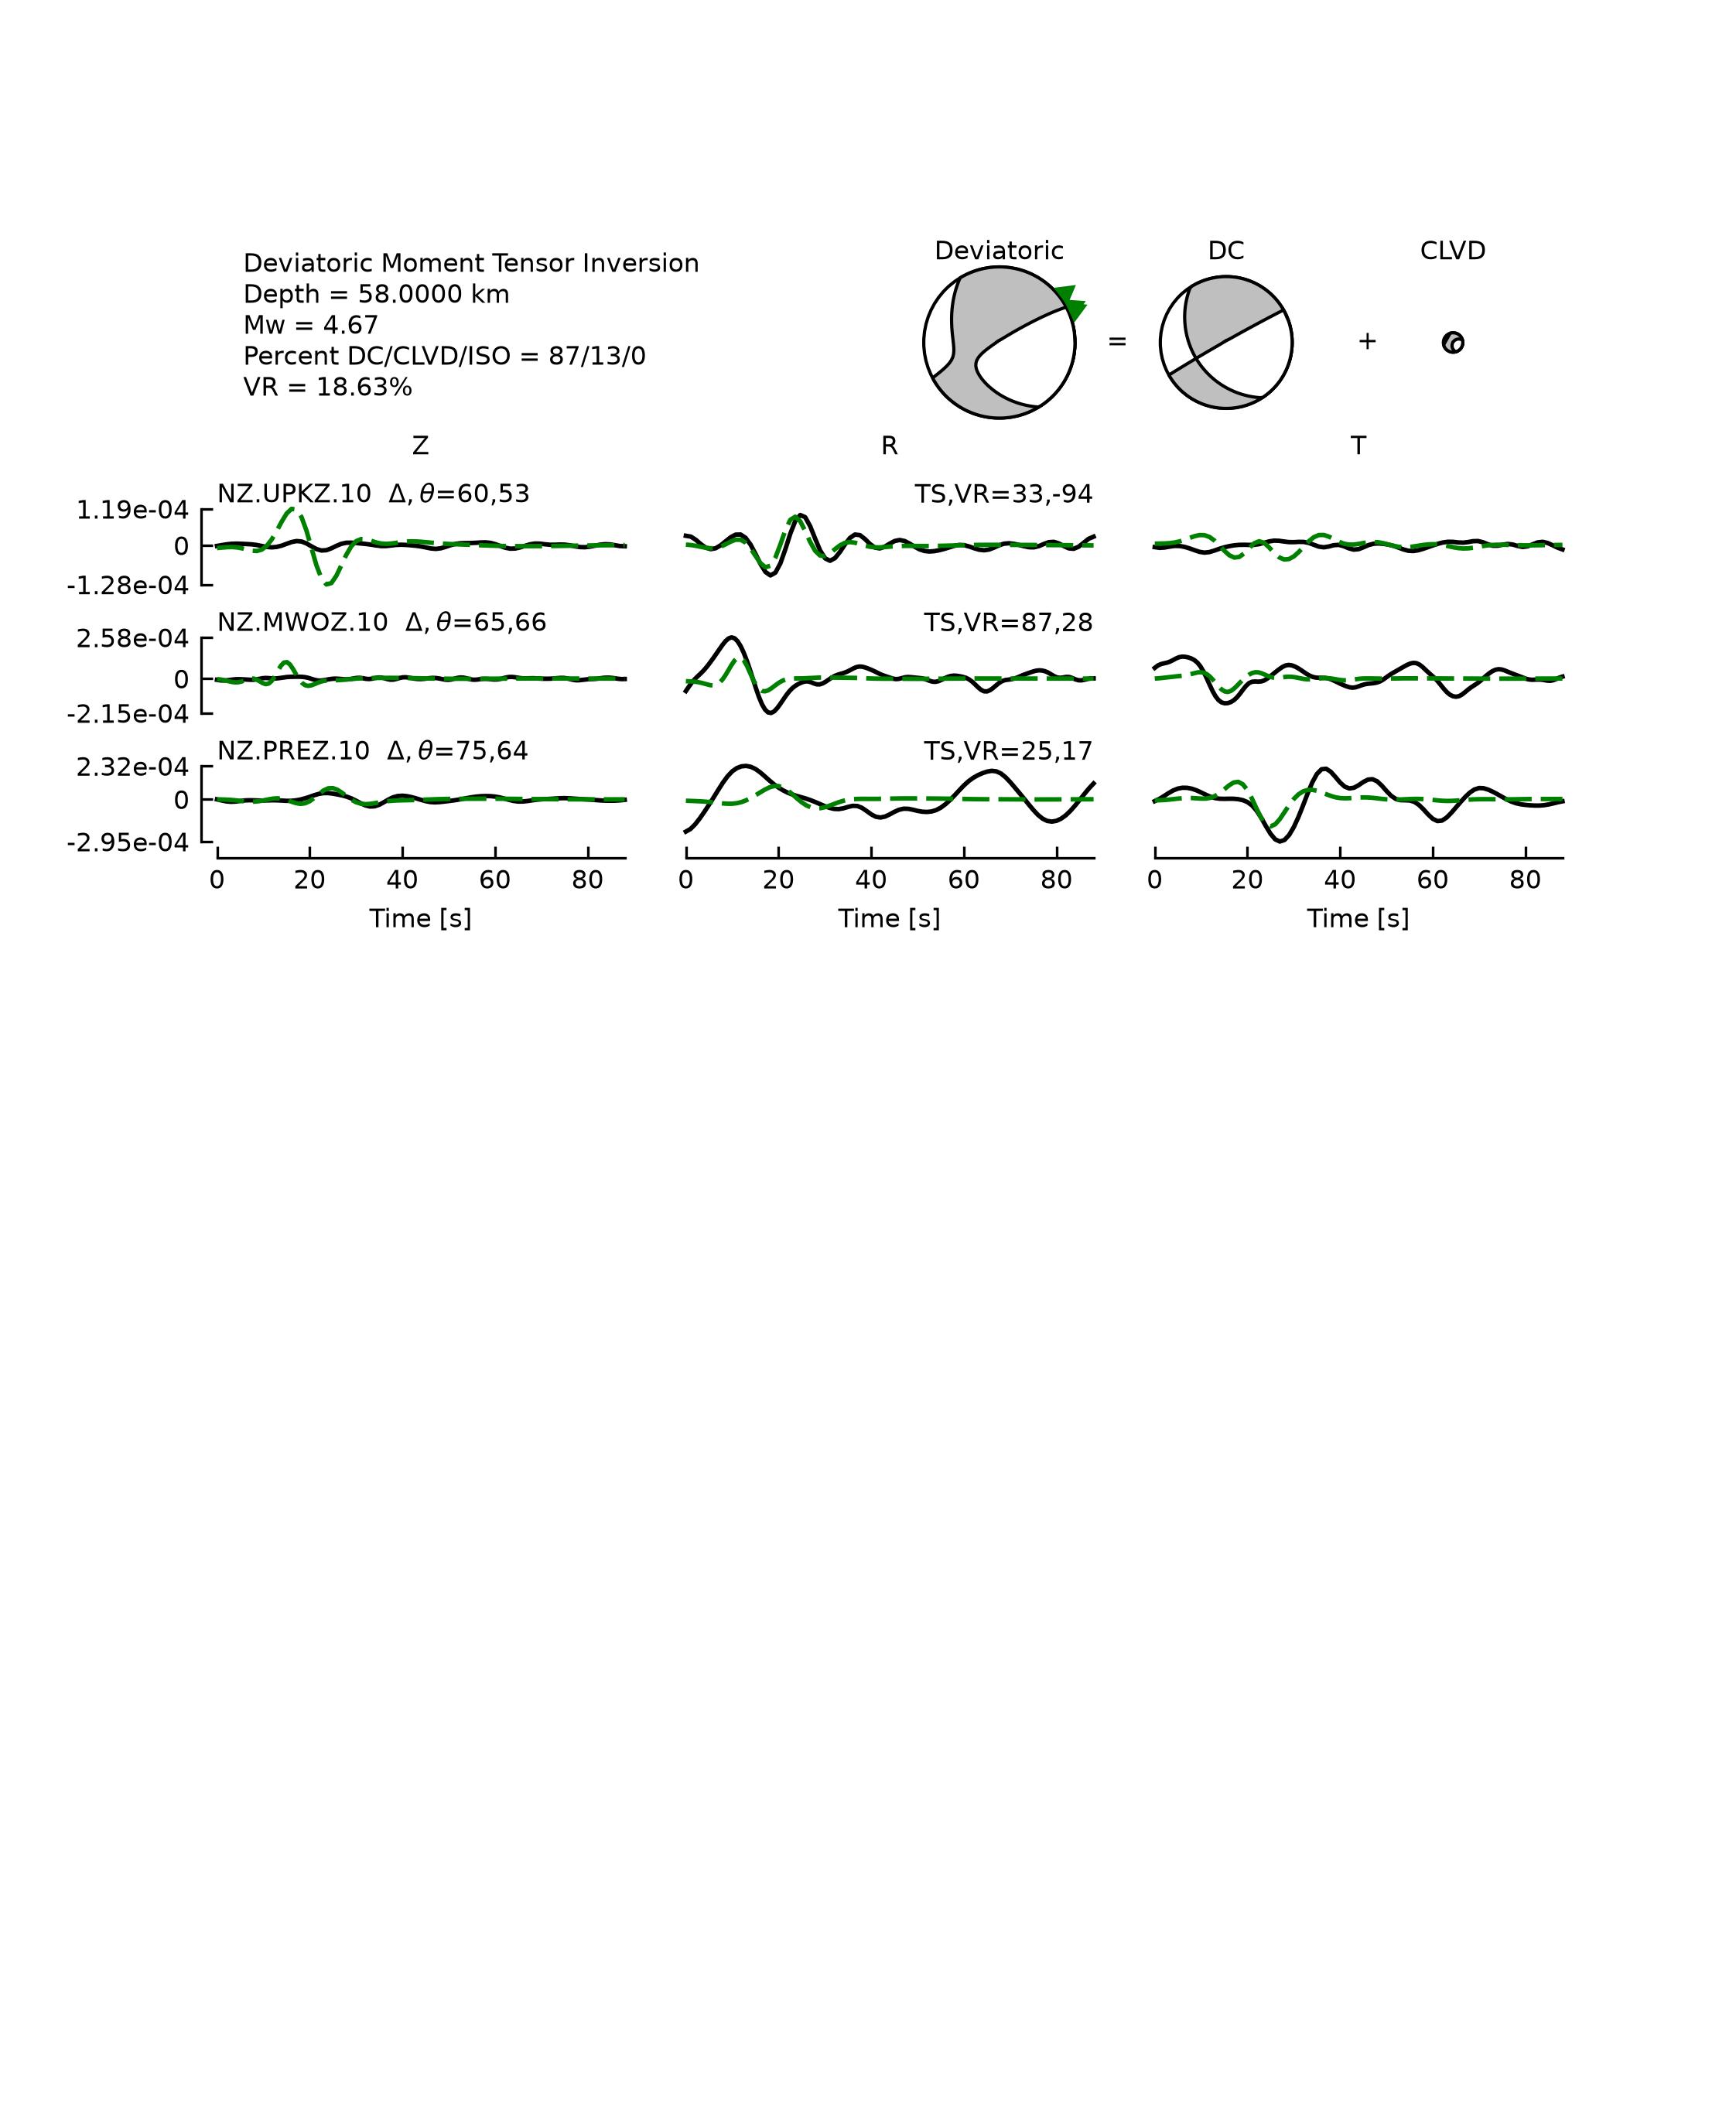 Deviatoric Moment Tensor Inversion
Depth = 58.0000 km
Mw = 4.67
Percent DC/CLVD/ISO = 87/13/0
VR = 18.63%
Deviatoric
=
DC
+
CLVD
Z
R
T
NZ.UPKZ.10 Δ,θ=60,53
TS,VR=33,-94
1.19e-04
0
-1.28e-04
NZ.MWOZ.10 Δ,θ=65,66
TS,VR=87,28
2.58e-04
0
-2.15e-04
NZ.PREZ.10 Δ,θ=75,64
TS,VR=25,17
2.32e-04
0
-2.95e-04
0 20 40 60 80
0 20 40 60 80
0 20 40 60 80
Time [s]
Time [s]
Time [s]